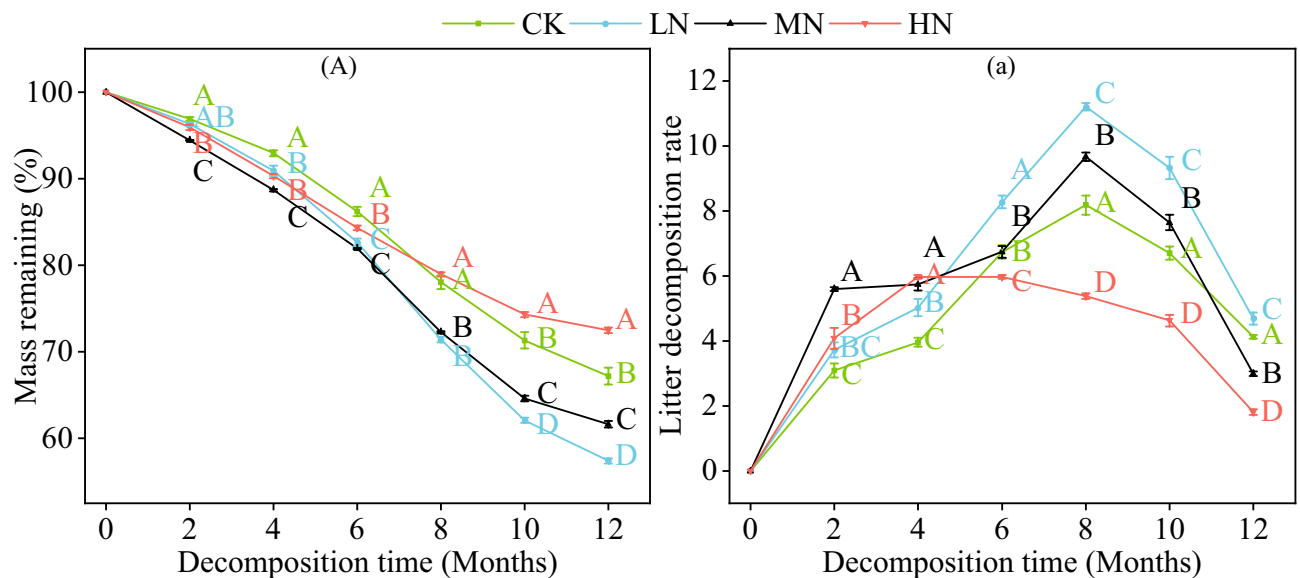 CK LN MN HN
(A)
Mass remaining (%)
100
90
80
70
60
A
AB
B
C
A
B
B
C
A
B
C
C
A
A
B
B
A
B
C
D
A
B
C
D
0 2 4 6 8 10 12
Decomposition time (Months)
(a)
Litter decomposition rate
12
10
8
6
4
2
0
A
B
BC
C
A
A
B
C
A
B
B
C
C
B
A
D
C
B
A
D
C
A
B
D
0 2 4 6 8 10 12
Decomposition time (Months)